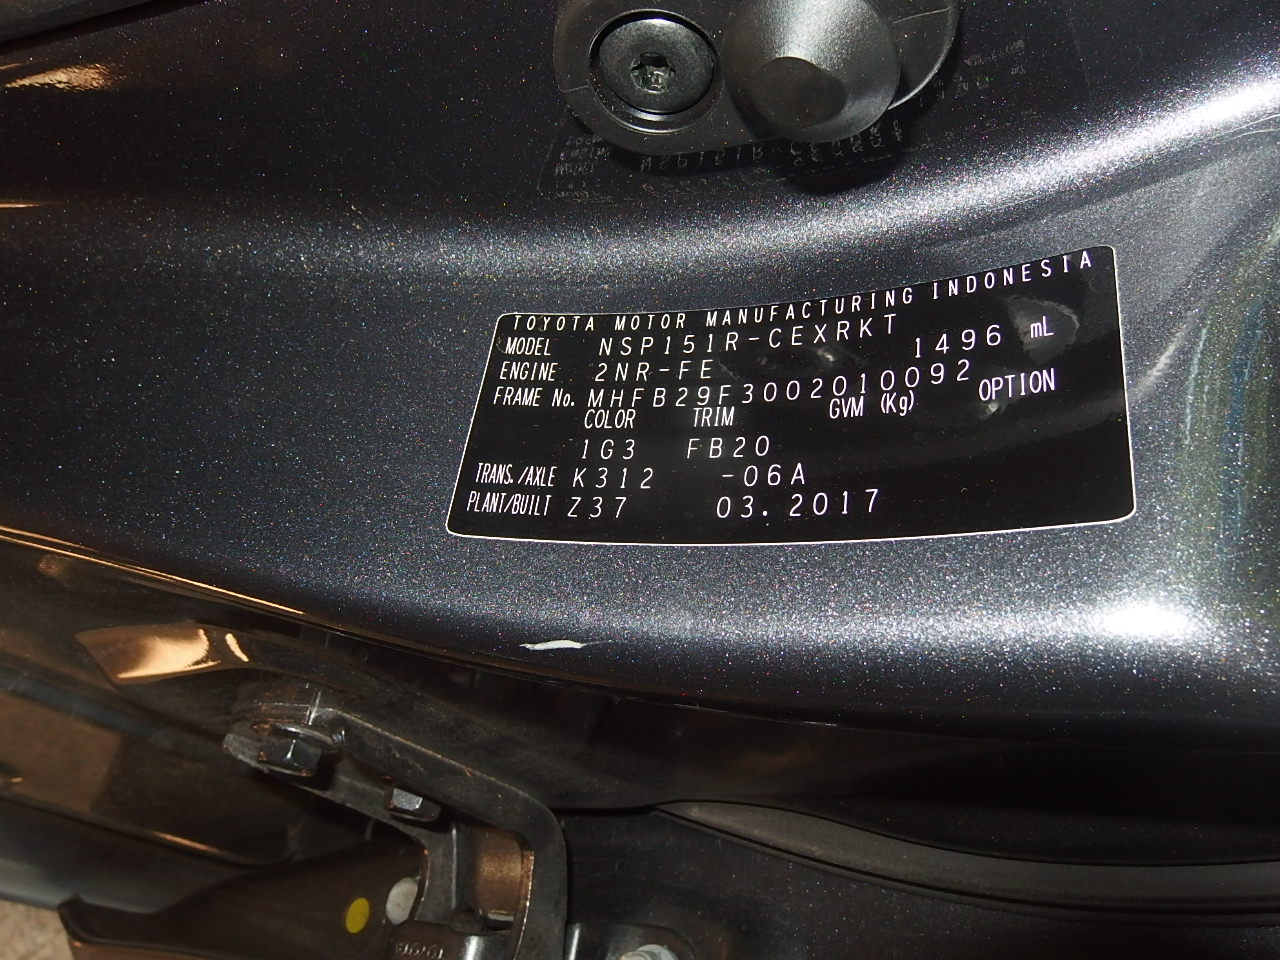 TOYOTA MOTOR MANUFACTURING INDONESIA
MODEL NSP151R-CEXRKT
ENGINE 2NR-FE 1496 mL
FRAME No. MHFB29F3002010092
COLOR TRIM GVM (Kg) OPTION
1G3 FB20
TRANS./AXLE K312 -06A
PLANT/BUILT Z37 03.2017